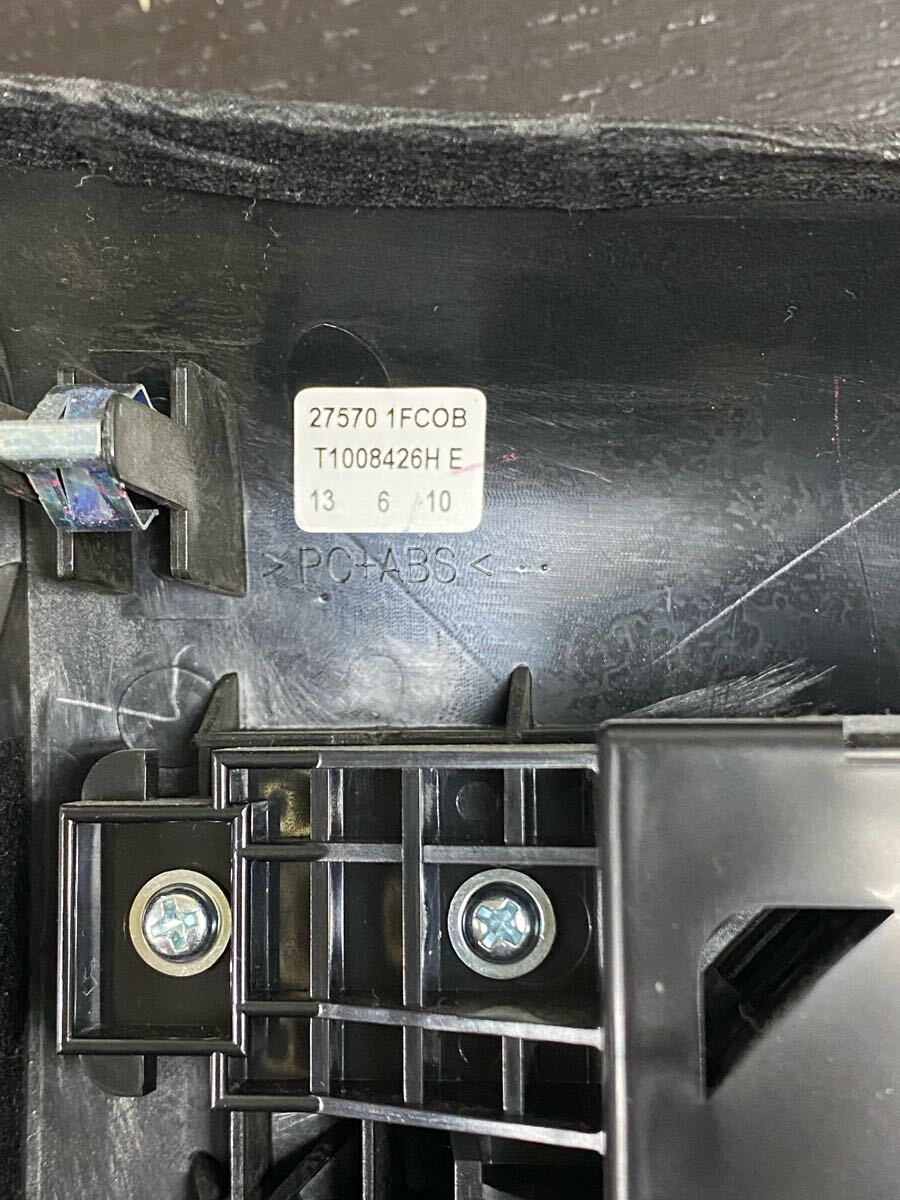 27570 1FCOB
T1008426H E
13 6 10
>PC+ABS<